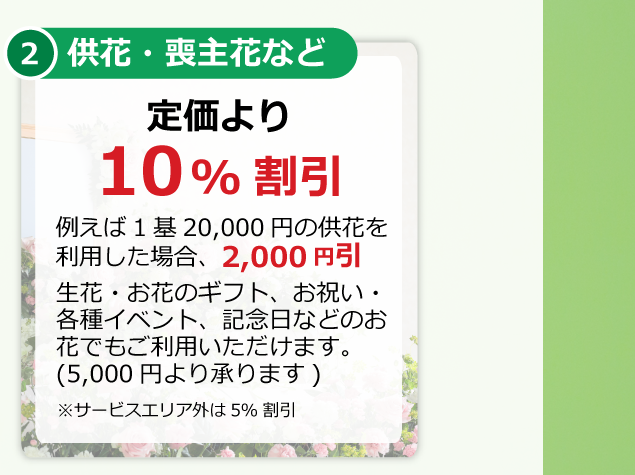 2 供花・喪主花など
定価より
10% 割引
例えば1基20,000円の供花を
利用した場合、2,000円引
生花・お花のギフト、お祝い・
各種イベント、記念日などのお
花でもご利用いただけます。
(5,000円より承ります)
※サービスエリア外は5% 割引